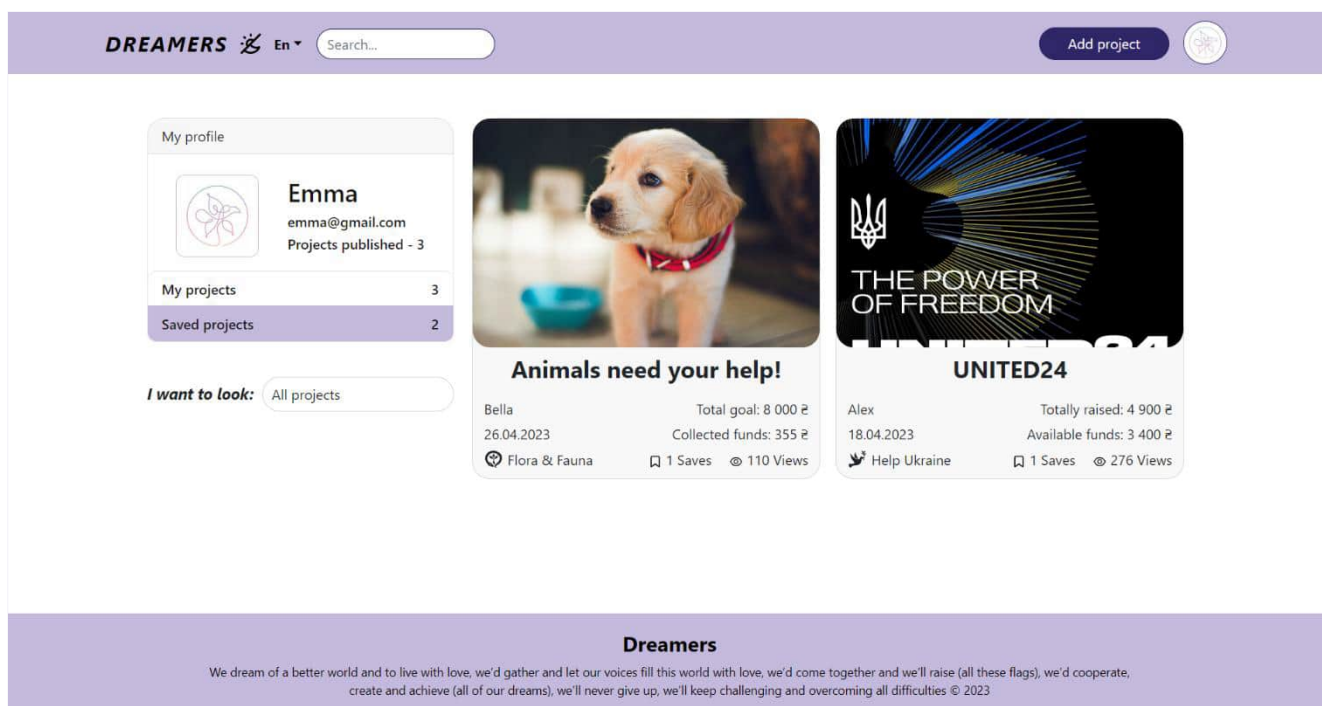 DREAMERS En Search... Add project
My profile
Emma
emma@gmail.com
Projects published - 3
My projects 3
Saved projects 2
I want to look: All projects
Animals need your help!
Bella Total goal: 8 000 ₴
26.04.2023 Collected funds: 355 ₴
Flora & Fauna 1 Saves 110 Views
THE POWER
OF FREEDOM
UNITED24
UNITED24
Alex Totally raised: 4 900 ₴
18.04.2023 Available funds: 3 400 ₴
Help Ukraine 1 Saves 276 Views
Dreamers
We dream of a better world and to live with love, we'd gather and let our voices fill this world with love, we'd come together and we'll raise (all these flags), we'd cooperate,
create and achieve (all of our dreams), we'll never give up, we'll keep challenging and overcoming all difficulties © 2023